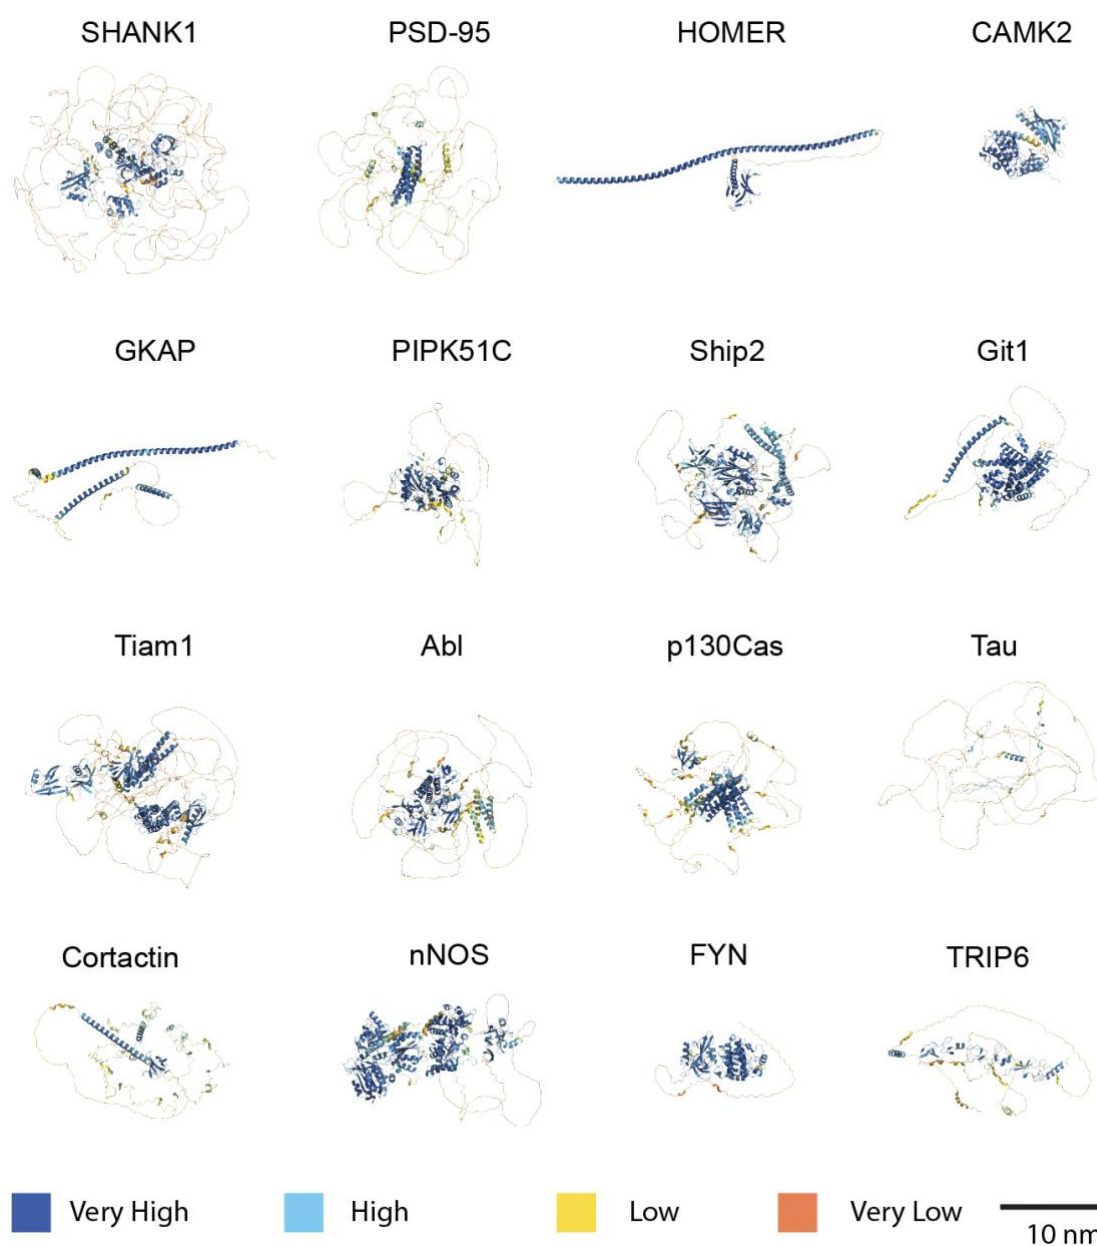 SHANK1 PSD-95 HOMER CAMK2
GKAP PIPK51C Ship2 Git1
Tiam1 Abl p130Cas Tau
Cortactin nNOS FYN TRIP6
Very High High Low Very Low
10 nm